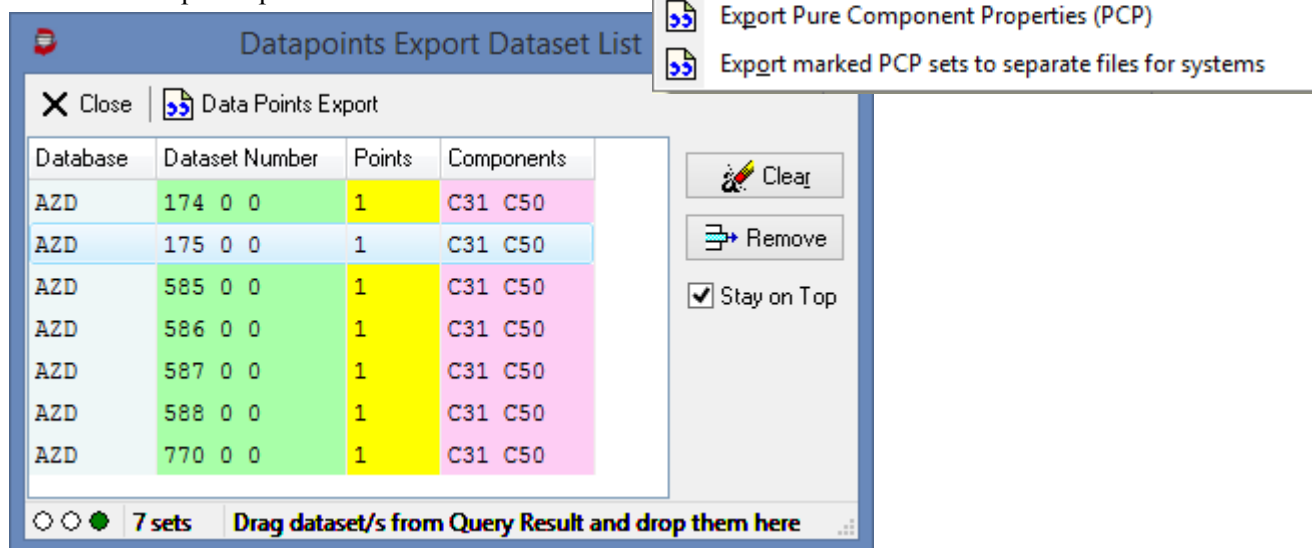 Export Pure Component Properties (PCP)
Export marked PCP sets to separate files for systems
Datapoints Export Dataset List
Close Data Points Export
Database Dataset Number Points Components
AZD 174 0 0 1 C31 C50
AZD 175 0 0 1 C31 C50
AZD 585 0 0 1 C31 C50
AZD 586 0 0 1 C31 C50
AZD 587 0 0 1 C31 C50
AZD 588 0 0 1 C31 C50
AZD 770 0 0 1 C31 C50
Clear
Remove
Stay on Top
7 sets Drag dataset/s from Query Result and drop them here